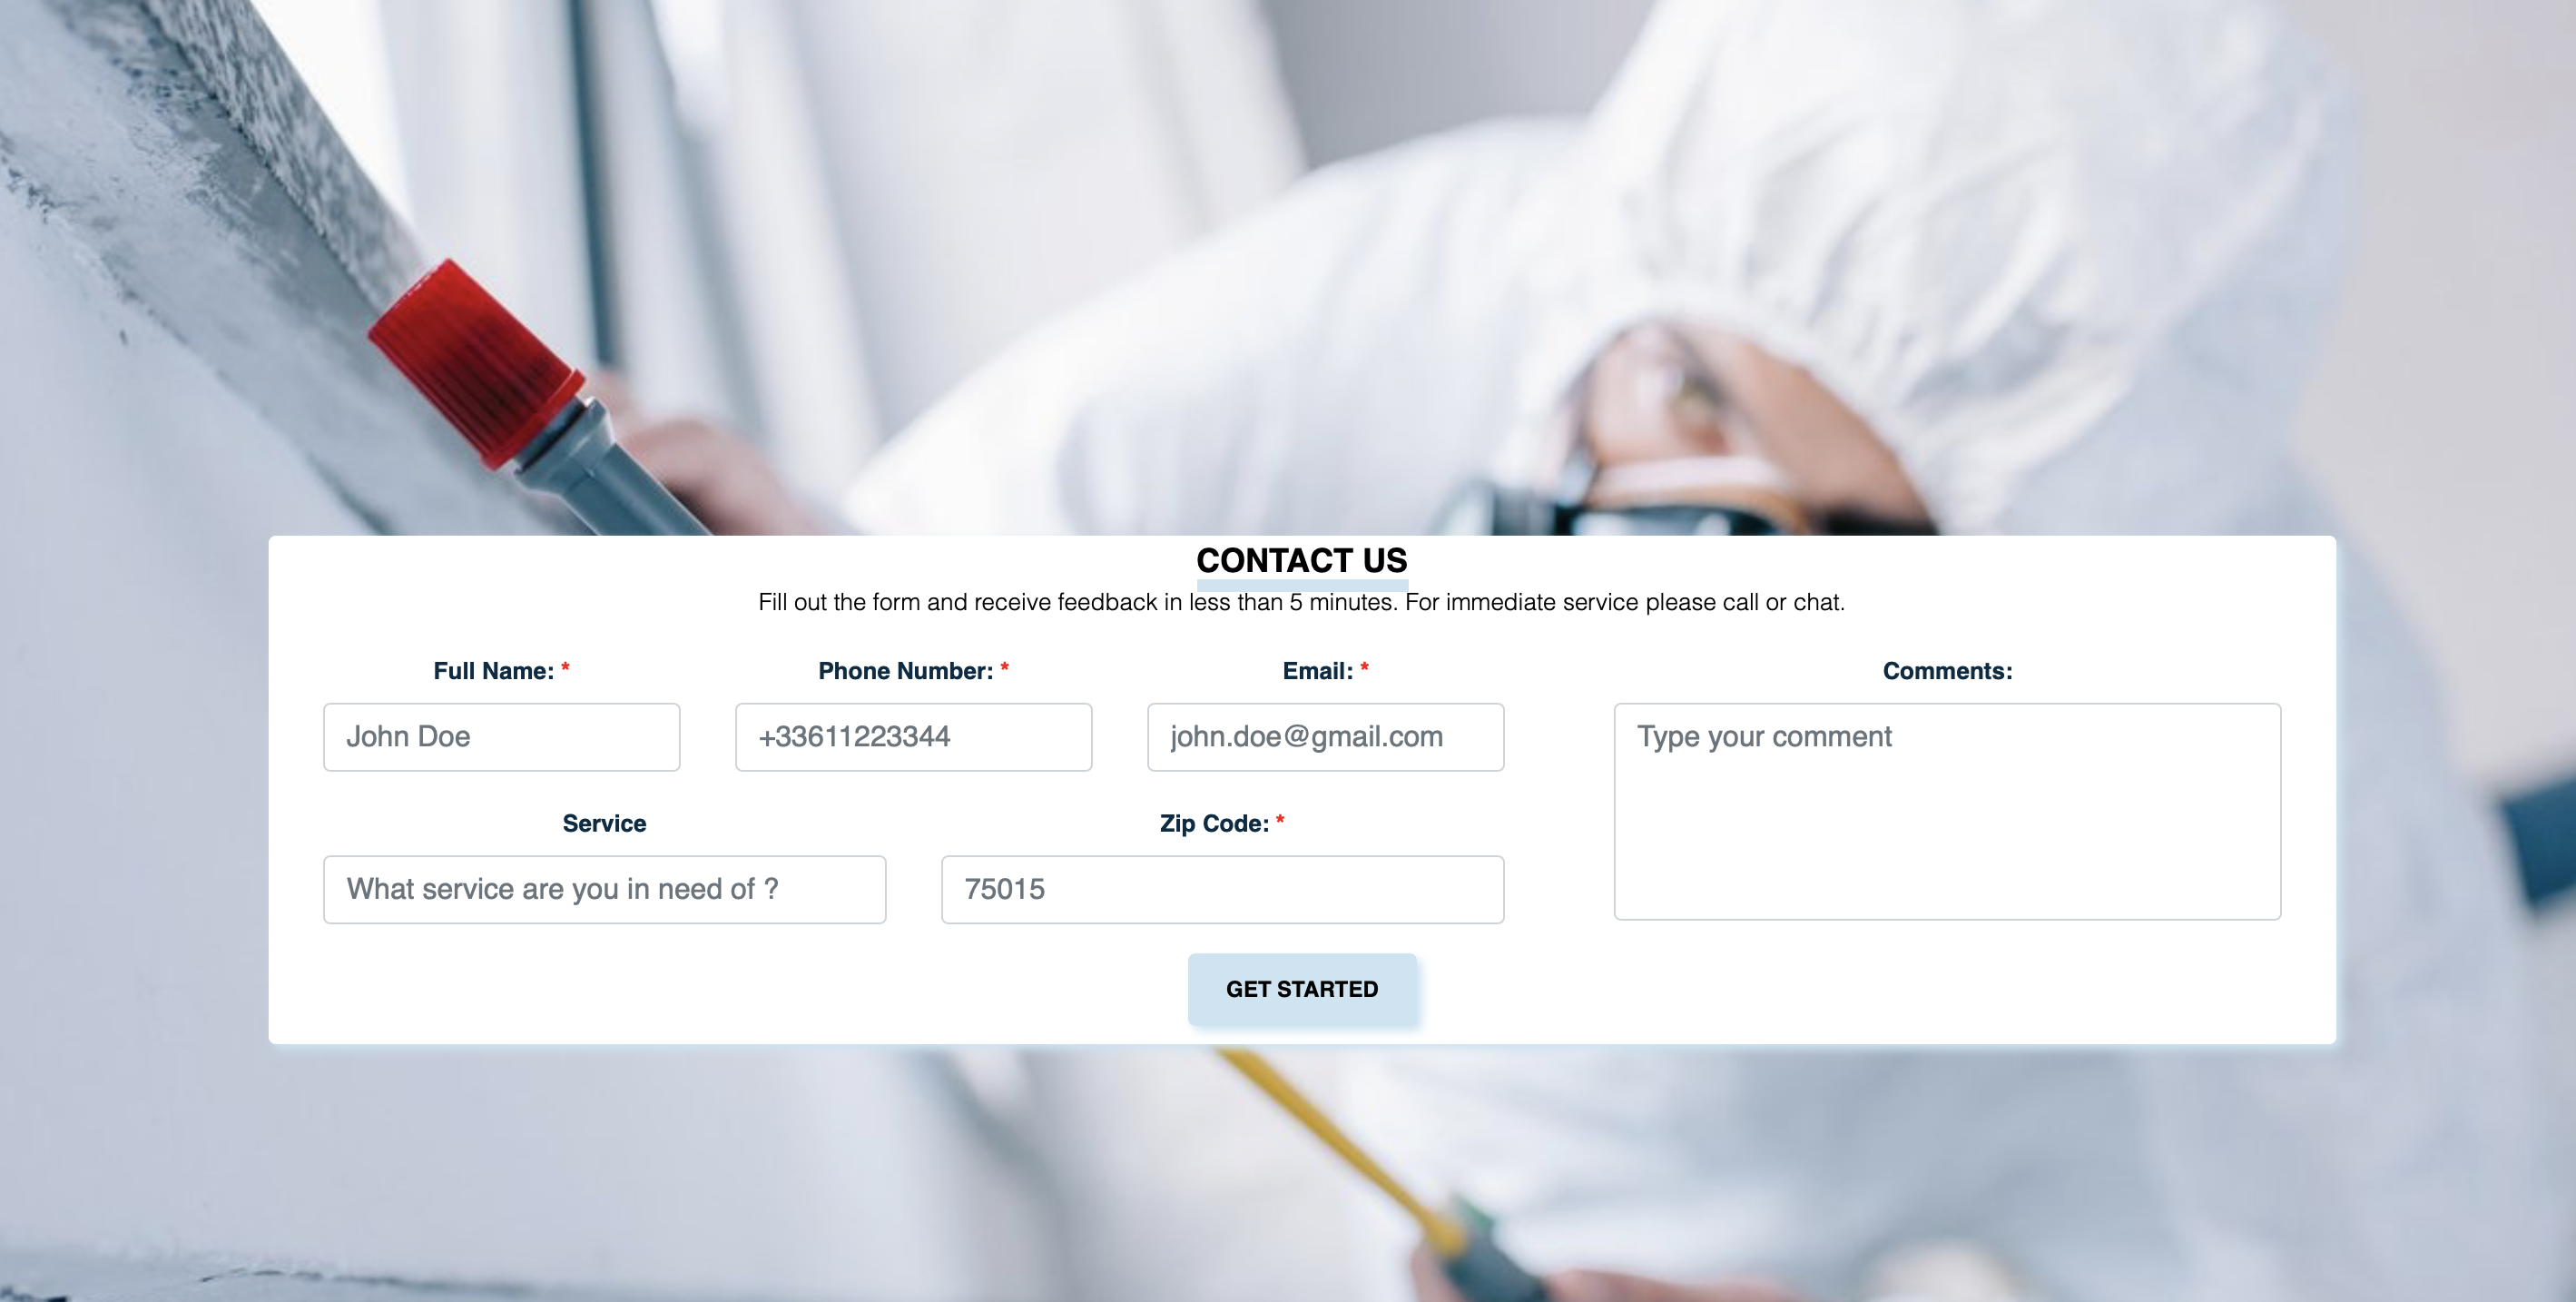 CONTACT US
Fill out the form and receive feedback in less than 5 minutes. For immediate service please call or chat.
Full Name: *
John Doe
Phone Number: *
+33611223344
Email: *
john.doe@gmail.com
Service
What service are you in need of ?
Zip Code: *
75015
Comments:
Type your comment
GET STARTED